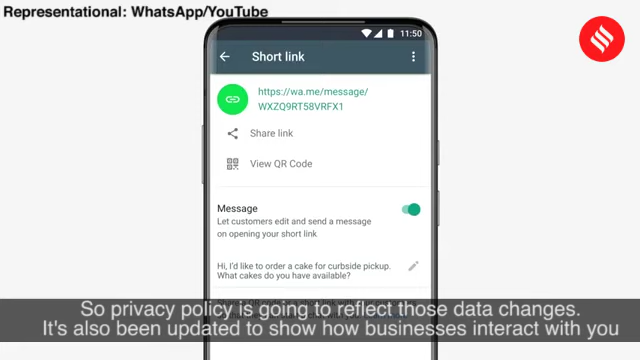 Representational: WhatsApp/YouTube
11:50
Short link
https://wa.me/message/
WXZQ9RT58VRFX1
Share link
View QR Code
Message
Let customers edit and send a message
on opening your short link
Hi, I'd like to order a cake for curbside pickup.
What cakes do you have available?
So privacy policy is going to reflect those data changes.
It's also been updated to show how businesses interact with you